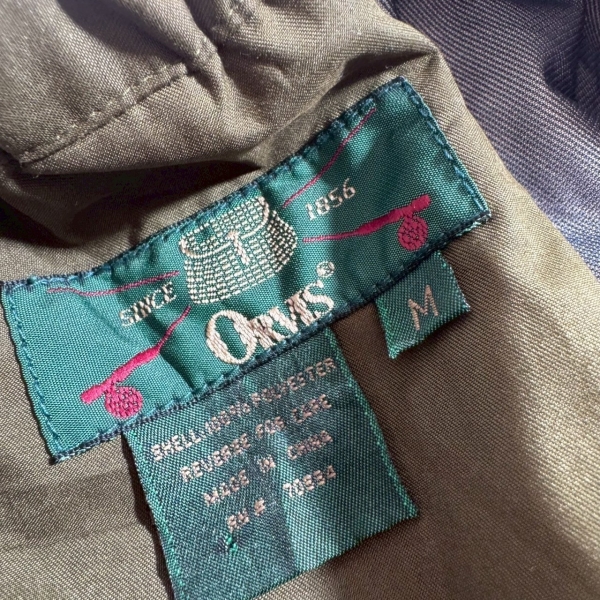 SINCE 1856
ORVIS®
M
SHELL: 100% POLYESTER
REVERSE FOR CARE
MADE IN CHINA
RN #- 70534